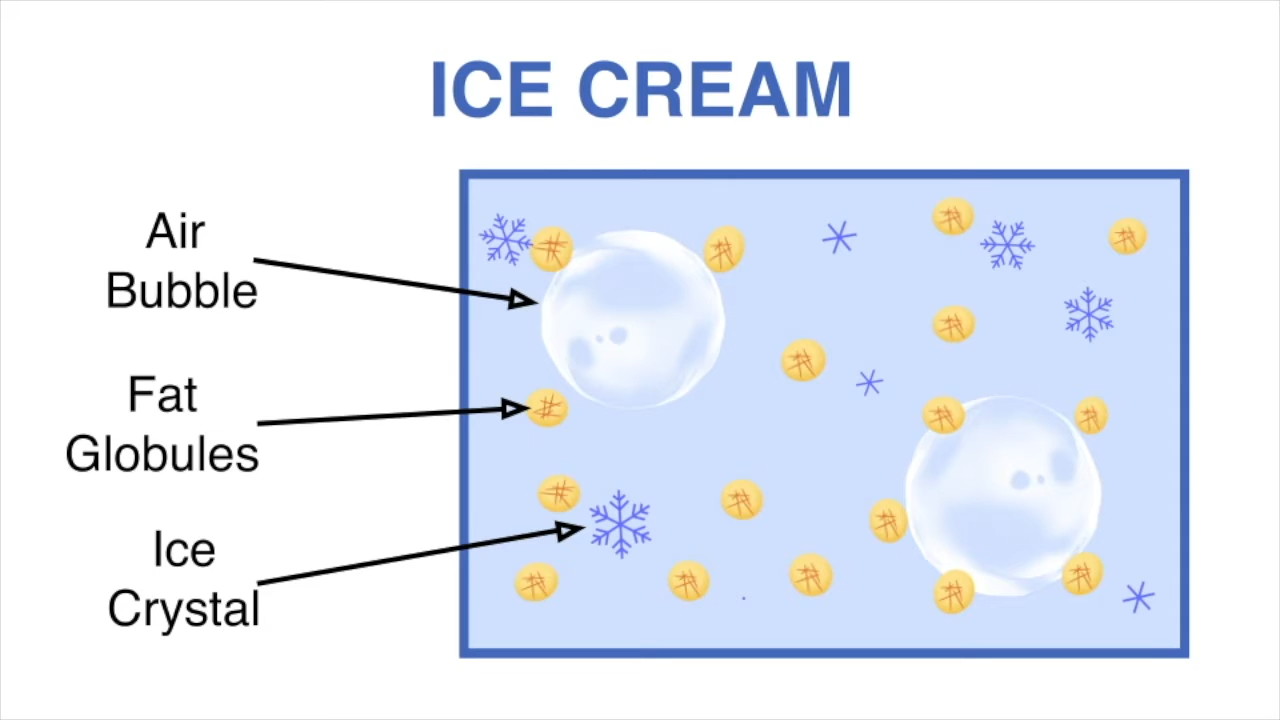 ICE CREAM
Air
Bubble
Fat
Globules
Ice
Crystal